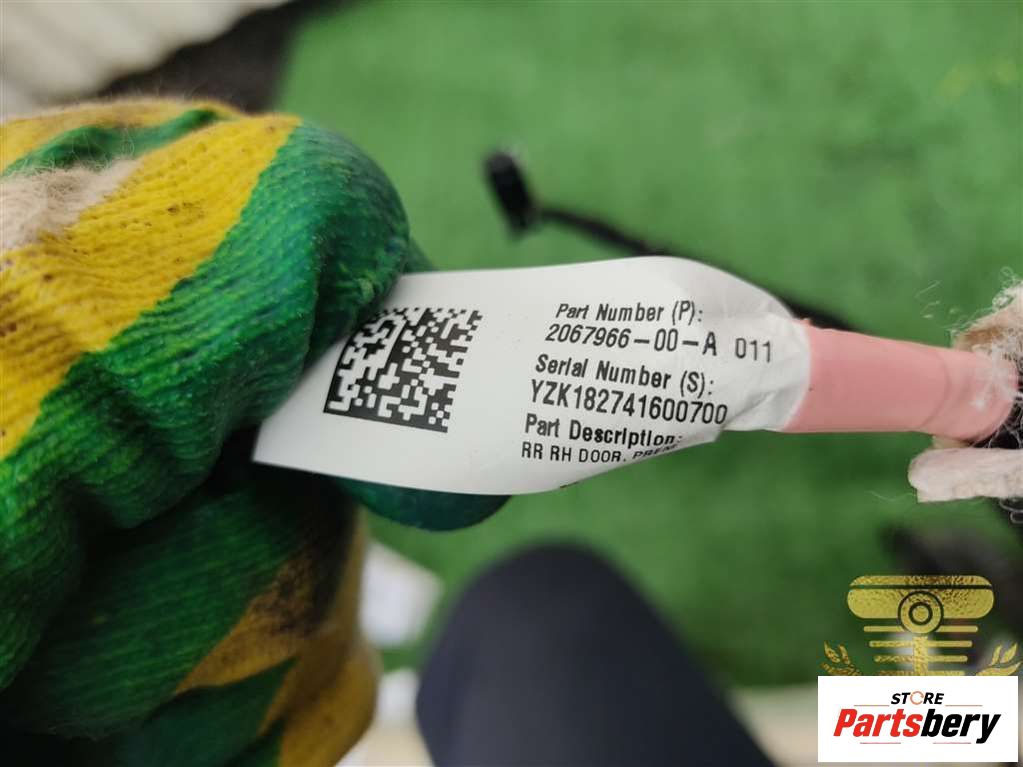 Part Number (P):
2067966-00-A 011
Serial Number (S):
YZK182741600700
Part Description:
RR RH DOOR,
STORE
Partsbery